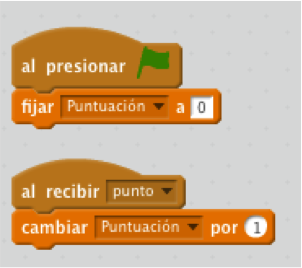 al presionar
fijar Puntuación a 0
al recibir punto
cambiar Puntuación por 1